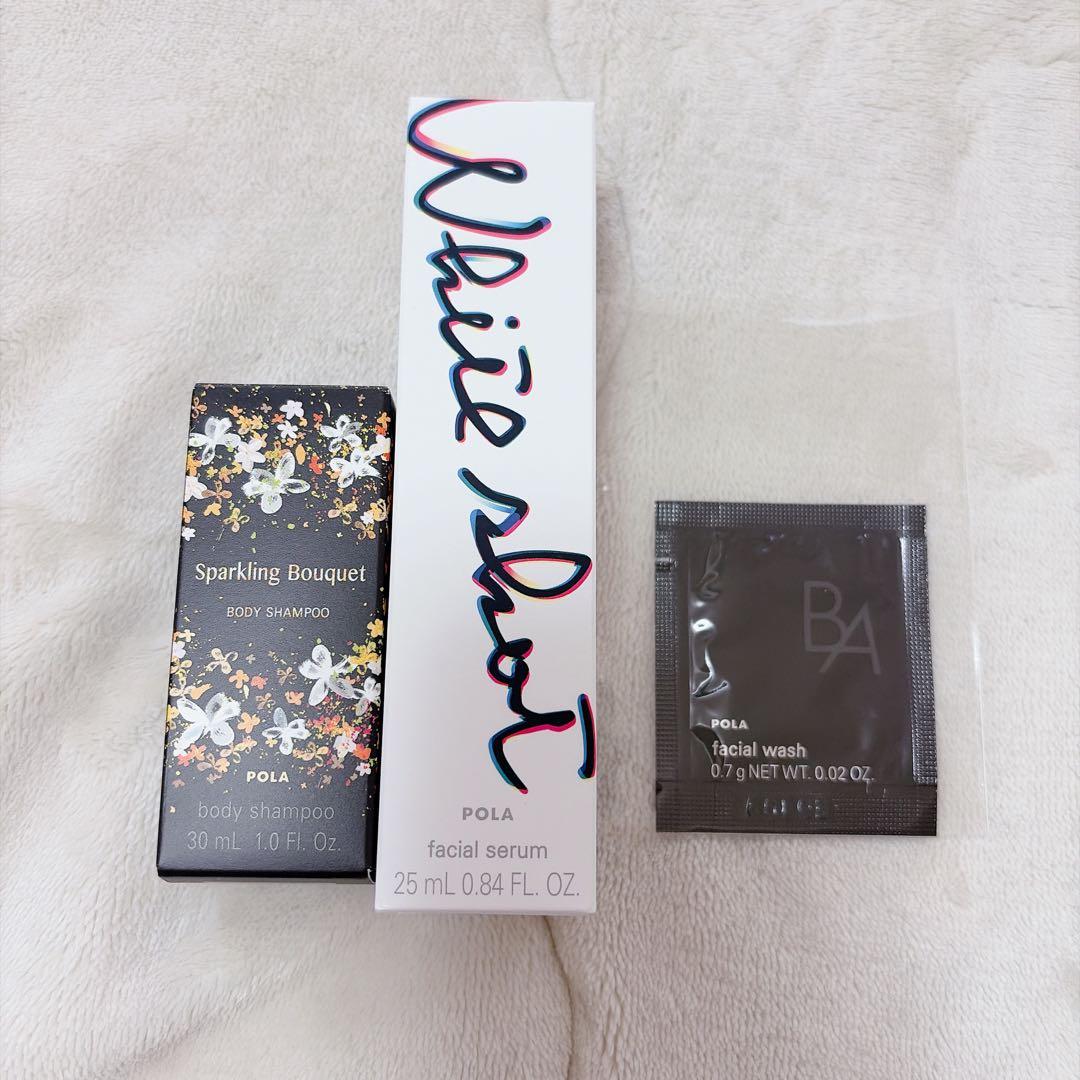 Sparkling Bouquet
BODY SHAMPOO
POLA
body shampoo
30 mL 1.0 Fl. Oz.
White shot
POLA
facial serum
25 mL 0.84 FL. OZ.
BA
POLA
facial wash
0.7 g NET WT. 0.02 OZ.